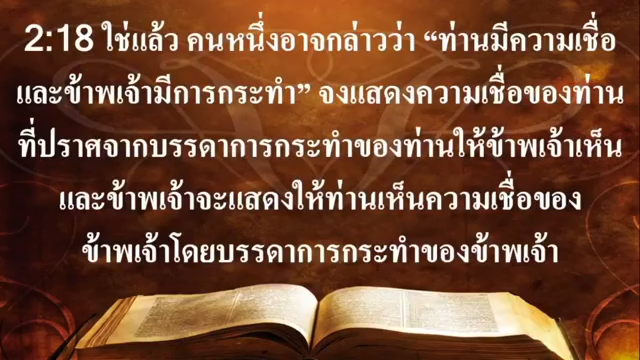 2:18 ใช่แล้ว คนหนึ่งอาจกล่าวว่า “ท่านมีความเชื่อ
และข้าพเจ้ามีการกระทำ” จงแสดงความเชื่อของท่าน
ที่ปราศจากบรรดาการกระทำของท่านให้ข้าพเจ้าเห็น
และข้าพเจ้าจะแสดงให้ท่านเห็นความเชื่อของ
ข้าพเจ้าโดยบรรดาการกระทำของข้าพเจ้า